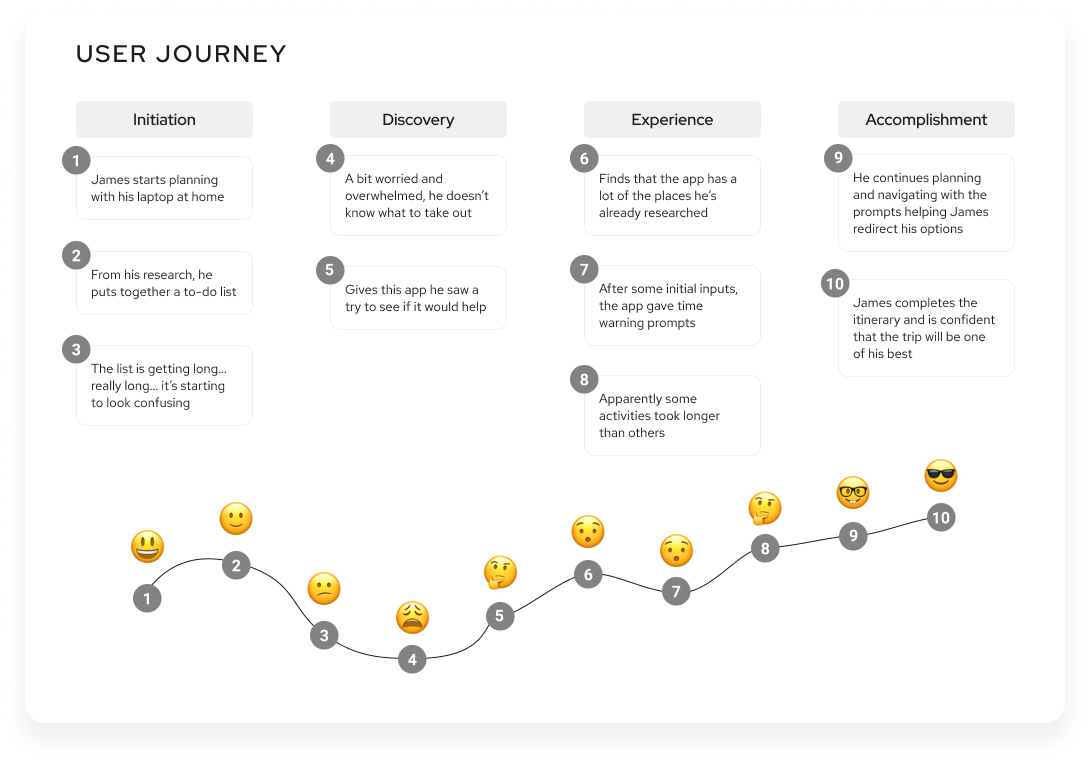 USER JOURNEY
Initiation
1
James starts planning
with his laptop at home
2
From his research, he
puts together a to-do list
3
The list is getting long...
really long... it’s starting
to look confusing
Discovery
4
A bit worried and
overwhelmed, he doesn’t
know what to take out
5
Gives this app he saw a
try to see if it would help
Experience
6
Finds that the app has a
lot of the places he’s
already researched
7
After some initial inputs,
the app gave time
warning prompts
8
Apparently some
activities took longer
than others
Accomplishment
9
He continues planning
and navigating with the
prompts helping James
redirect his options
10
James completes the
itinerary and is confident
that the trip will be one
of his best
1
2
3
4
5
6
7
8
9
10